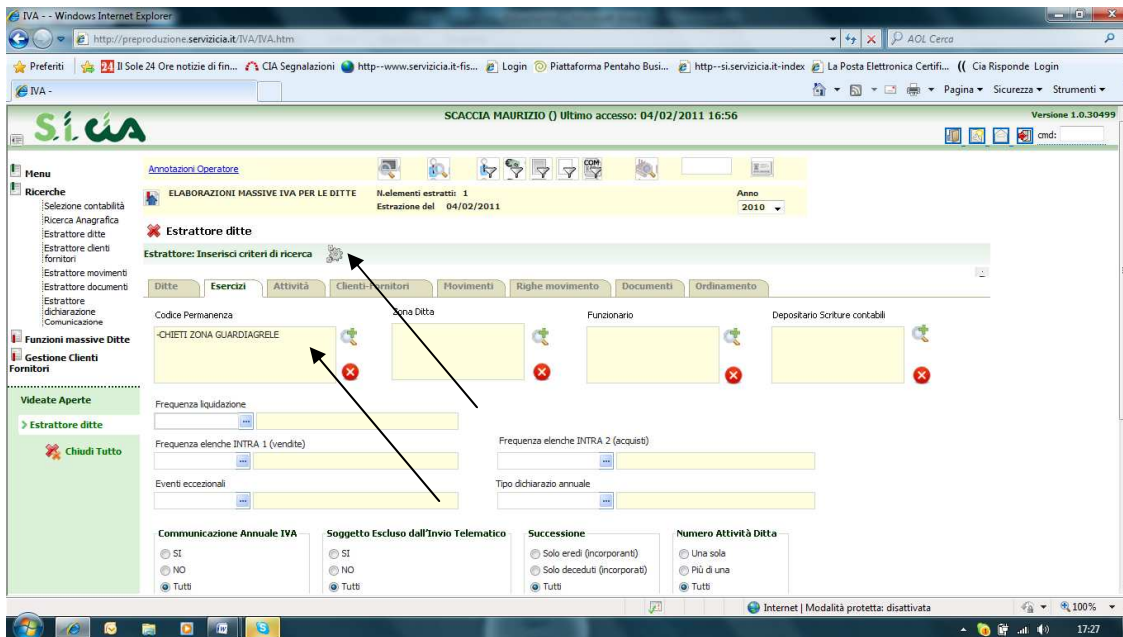 IVA - - Windows Internet Explorer
http://preproduzione.servizicia.it/IVA/IVA.htm
AOL Cerca
Preferiti
24 Il Sole 24 Ore notizie di fin...
CIA Segnalazioni
http--www.servizicia.it-fis...
Login
Piattaforma Pentaho Busi...
http--si.servizicia.it-index
La Posta Elettronica Certifi...
Cia Risponde Login
IVA -
Pagina
Sicurezza
Strumenti
S.i.cia
SCACCIA MAURIZIO () Ultimo accesso: 04/02/2011 16:56
Versione 1.0.30499
cmd:
Menu
Ricerche
Selezione contabilità
Ricerca Anagrafica
Estrattore ditte
Estrattore clienti
fornitori
Estrattore movimenti
Estrattore documenti
Estrattore
dichiarazione
Comunicazione
Funzioni massive Ditte
Gestione Clienti
Fornitori
Videate Aperte
Estrattore ditte
Chiudi Tutto
Annotazioni Operatore
COM
ELABORAZIONI MASSIVE IVA PER LE DITTE
N.elementi estratti: 1
Estrazione del 04/02/2011
Anno
2010
Estrattore ditte
Estrattore: Inserisci criteri di ricerca
Ditte
Esercizi
Attività
Clienti-Fornitori
Movimenti
Righe movimento
Documenti
Ordinamento
Codice Permanenza
Zona Ditta
Funzionario
Depositario Scriture contabili
-CHIETI ZONA GUARDIAGRELE
Frequenza liquidazione
Frequenza elenche INTRA 1 (vendite)
Frequenza elenche INTRA 2 (acquisti)
Eventi eccezionali
Tipo dichiarazio annuale
Communicazione Annuale IVA
SI
NO
Tutti
Soggetto Escluso dall'Invio Telematico
SI
NO
Tutti
Successione
Solo eredi (incorporanti)
Solo deceduti (incorporati)
Tutti
Numero Attività Ditta
Una sola
Più di una
Tutti
Internet | Modalità protetta: disattivata
100%
17:27